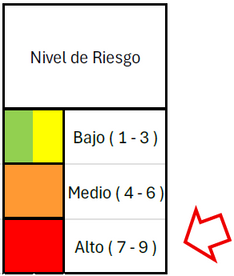 Nivel de Riesgo
Bajo ( 1 - 3 )
Medio ( 4 - 6 )
Alto ( 7 - 9 )